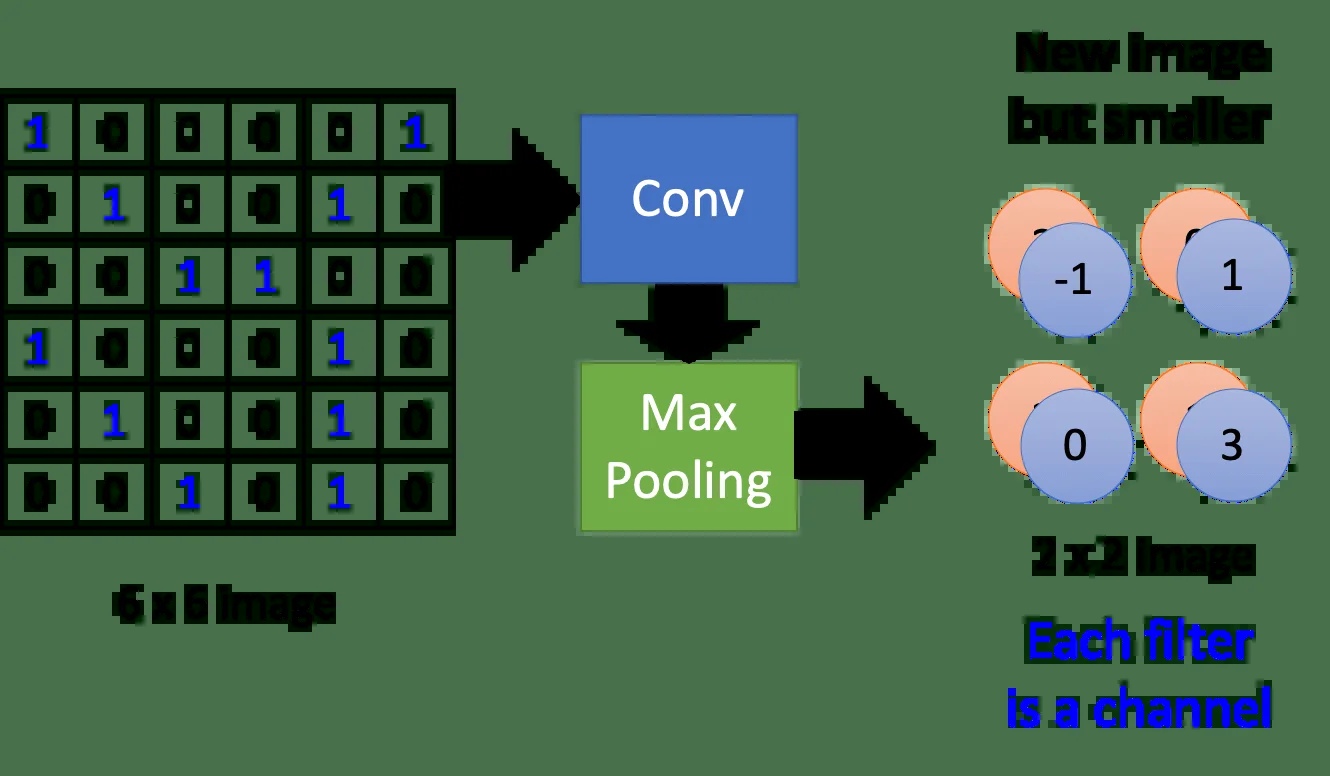 New image
but smaller
1 0 0 0 0 1
0 1 0 0 1 0
0 0 1 1 0 0
1 0 0 0 1 0
0 1 0 0 1 0
0 0 1 0 1 0
6 x 6 image
Conv
Max
Pooling
-1 1
0 3
2 x 2 image
Each filter
is a channel